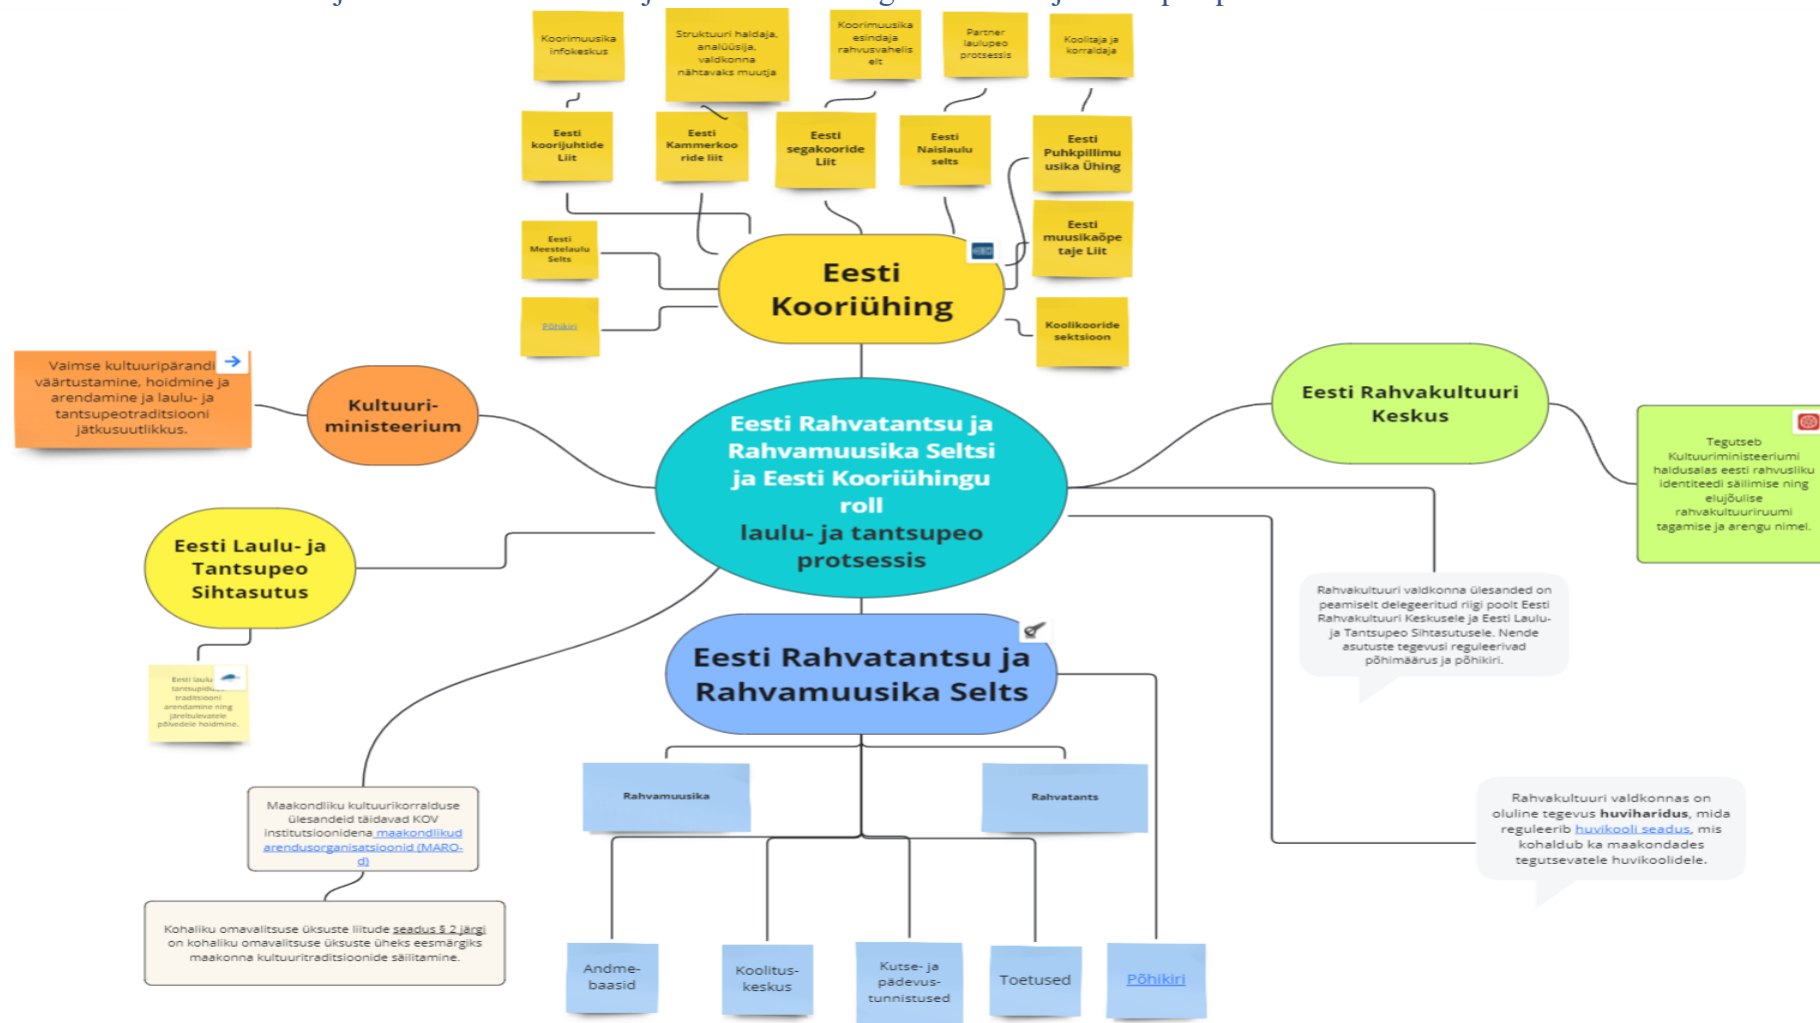 Koorimuusika
infokeskus
Struktuuri haldaja,
analüüsija,
valdkonna
nähtavaks muutja
Koorimuusika
esindaja
rahvusvahelis
elt
Partner
laulupeo
protsessis
Koolitaja ja
korraldaja
Eesti
koorijuhtide
Liit
Eesti
Kammerkoo
ride liit
Eesti
segakooride
Liit
Eesti
Naislaulu
selts
Eesti
Puhkpillimu
usika Ühing
Eesti
Meestelaulu
Selts
Eesti
muusikaõpe
taje Liit
Põhikiri
Eesti
Kooriühing
Koolikooride
sektsioon
Vaimse kultuuripärandi
väärtustamine, hoidmine ja
arendamine ja laulu- ja
tantsupeotraditsiooni
jätkusuutlikkus.
Kultuuri-
ministeerium
Eesti Rahvatantsu ja
Rahvamuusika Seltsi
ja Eesti Kooriühingu
roll
laulu- ja tantsupeo
protsessis
Eesti Rahvakultuuri
Keskus
Tegutseb
Kultuuriministeeriumi
haldusalas eesti rahvusliku
identiteedi säilimise ning
elujõulise
rahvakultuuriruumi
tagamise ja arengu nimel.
Eesti Laulu- ja
Tantsupeo
Sihtasutus
Eesti laulu
tantsupidu
traditsiooni
arendamine ning
järeltulevatele
põlvedele hoidmine.
Rahvakultuuri valdkonna ülesanded on
peamiselt delegeeritud riigi poolt Eesti
Rahvakultuuri Keskusele ja Eesti Laulu-
ja Tantsupeo Sihtasutusele. Nende
asutuste tegevusi reguleerivad
põhimäärus ja põhikiri.
Eesti Rahvatantsu ja
Rahvamuusika Selts
Rahvamuusika
Rahvatants
Maakondliku kultuurikorralduse
ülesandeid täidavad KOV
institutsioonidena maakondlikud
arendusorganisatsioonid (MARO-
d)
Rahvakultuuri valdkonnas on
oluline tegevus huviharidus, mida
reguleerib huvikooli seadus, mis
kohaldub ka maakondades
tegutsevatele huvikoolidele.
Kohaliku omavalitsuse üksuste liitude seadus § 2 järgi
on kohaliku omavalitsuse üksuste üheks eesmärgiks
maakonna kultuuritraditsioonide säilitamine.
Andme-
baasid
Koolitus-
keskus
Kutse- ja
pädevus-
tunnistused
Toetused
Põhikiri